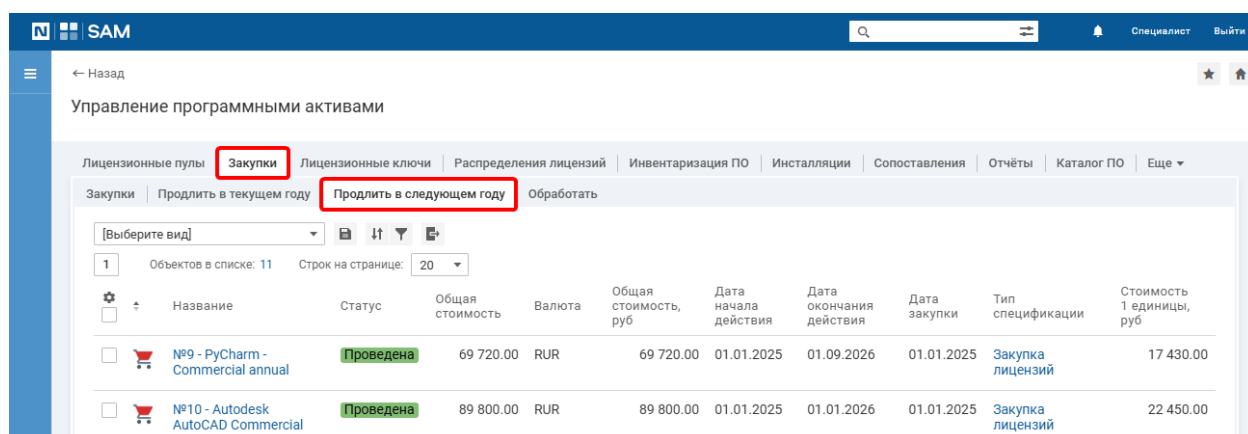 N SAM Специалист Выйти
← Назад
Управление программными активами
Лицензионные пулы Закупки Лицензионные ключи Распределения лицензий Инвентаризация ПО Инсталляции Сопоставления Отчёты Каталог ПО Еще
Закупки Продлить в текущем году Продлить в следующем году Обработать
[Выберите вид]
1 Объектов в списке: 11 Строк на странице: 20
Название Статус Общая стоимость Валюта Общая стоимость, руб Дата начала действия Дата окончания действия Дата закупки Тип спецификации Стоимость 1 единицы, руб
№9 - PyCharm - Проведена 69 720.00 RUR 69 720.00 01.01.2025 01.09.2026 01.01.2025 Закупка 17 430.00
Commercial annual лицензий
№10 - Autodesk Проведена 89 800.00 RUR 89 800.00 01.01.2025 01.01.2026 01.01.2025 Закупка 22 450.00
AutoCAD Commercial лицензий